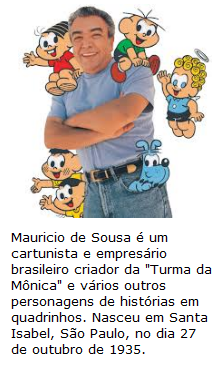 Mauricio de Sousa é um
cartunista e empresário
brasileiro criador da "Turma da
Mônica" e vários outros
personagens de histórias em
quadrinhos. Nasceu em Santa
Isabel, São Paulo, no dia 27
de outubro de 1935.